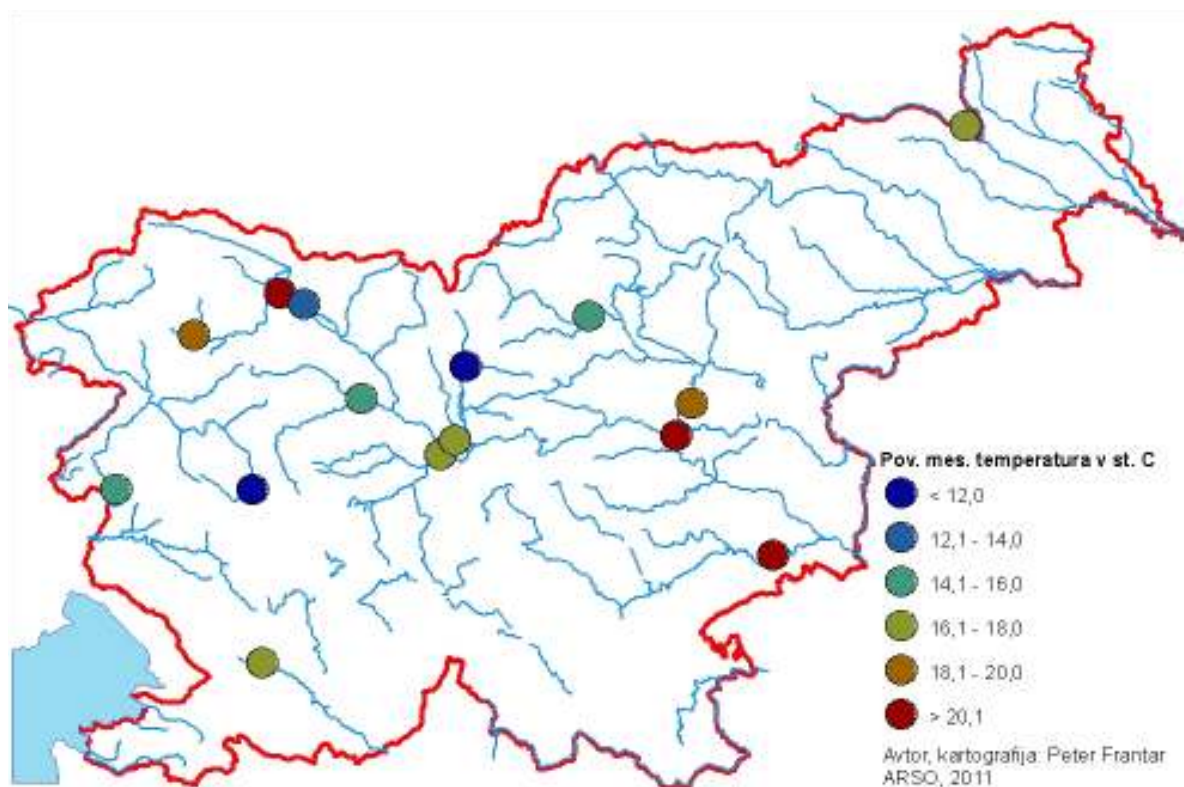 Pov. mes. temperatura v st. C
< 12,0
12,1 - 14,0
14,1 - 16,0
16,1 - 18,0
18,1 - 20,0
> 20,1
Avtor, kartografija: Peter Frantar
ARSO, 2011